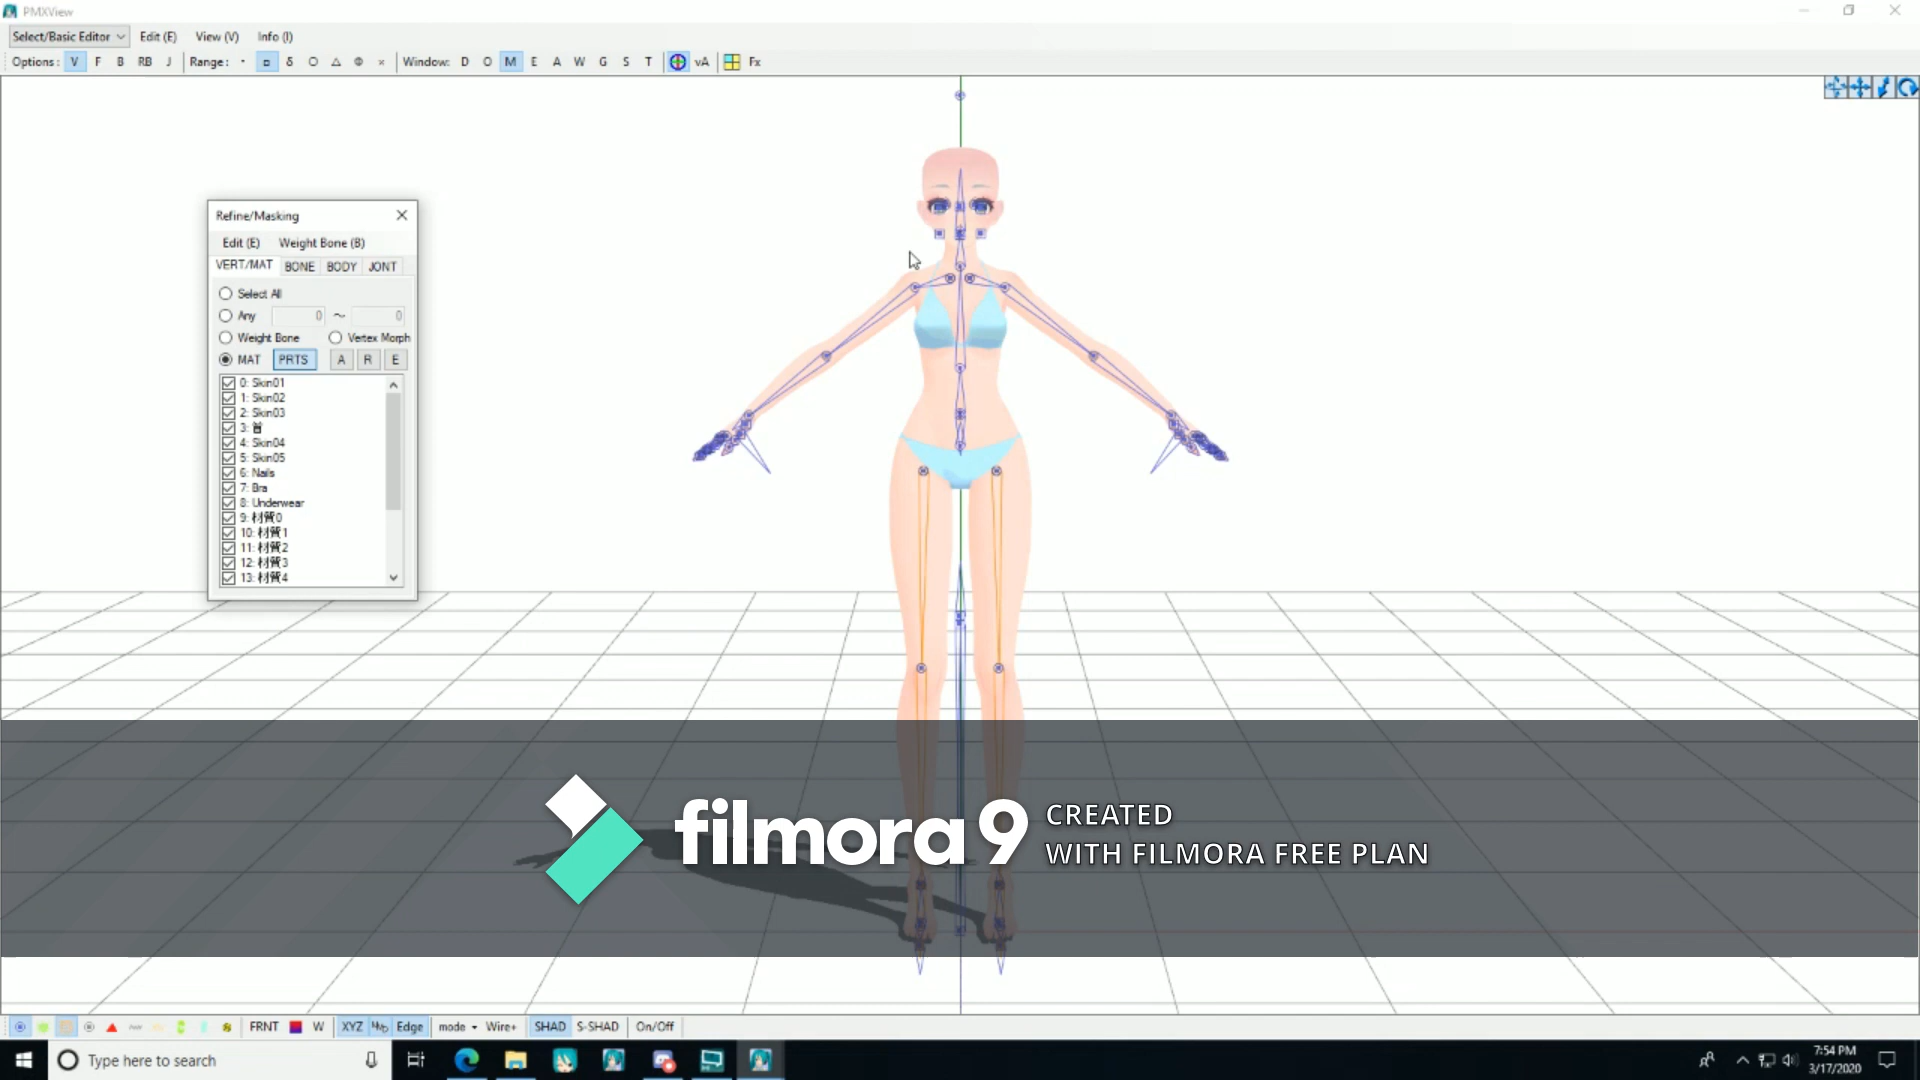 PMXView
Select/Basic Editor Edit (E) View (V) Info (I)
Options: V F B RB J Range: Window: D O M E A W G S T vA Fx
Refine/Masking
Edit (E) Weight Bone (B)
VERT/MAT BONE BODY JONT
Select All
Any 0 ～ 0
Weight Bone Vertex Morph
MAT PRTS A R E
0: Skin01
1: Skin02
2: Skin03
3: 首
4: Skin04
5: Skin05
6: Nails
7: Bra
8: Underwear
9: 材質0
10: 材質1
11: 材質2
12: 材質3
13: 材質4
filmora9
CREATED
WITH FILMORA FREE PLAN
FRNT W XYZ Edge mode Wire+ SHAD S-SHAD On/Off
Type here to search
7:54 PM
3/17/2020